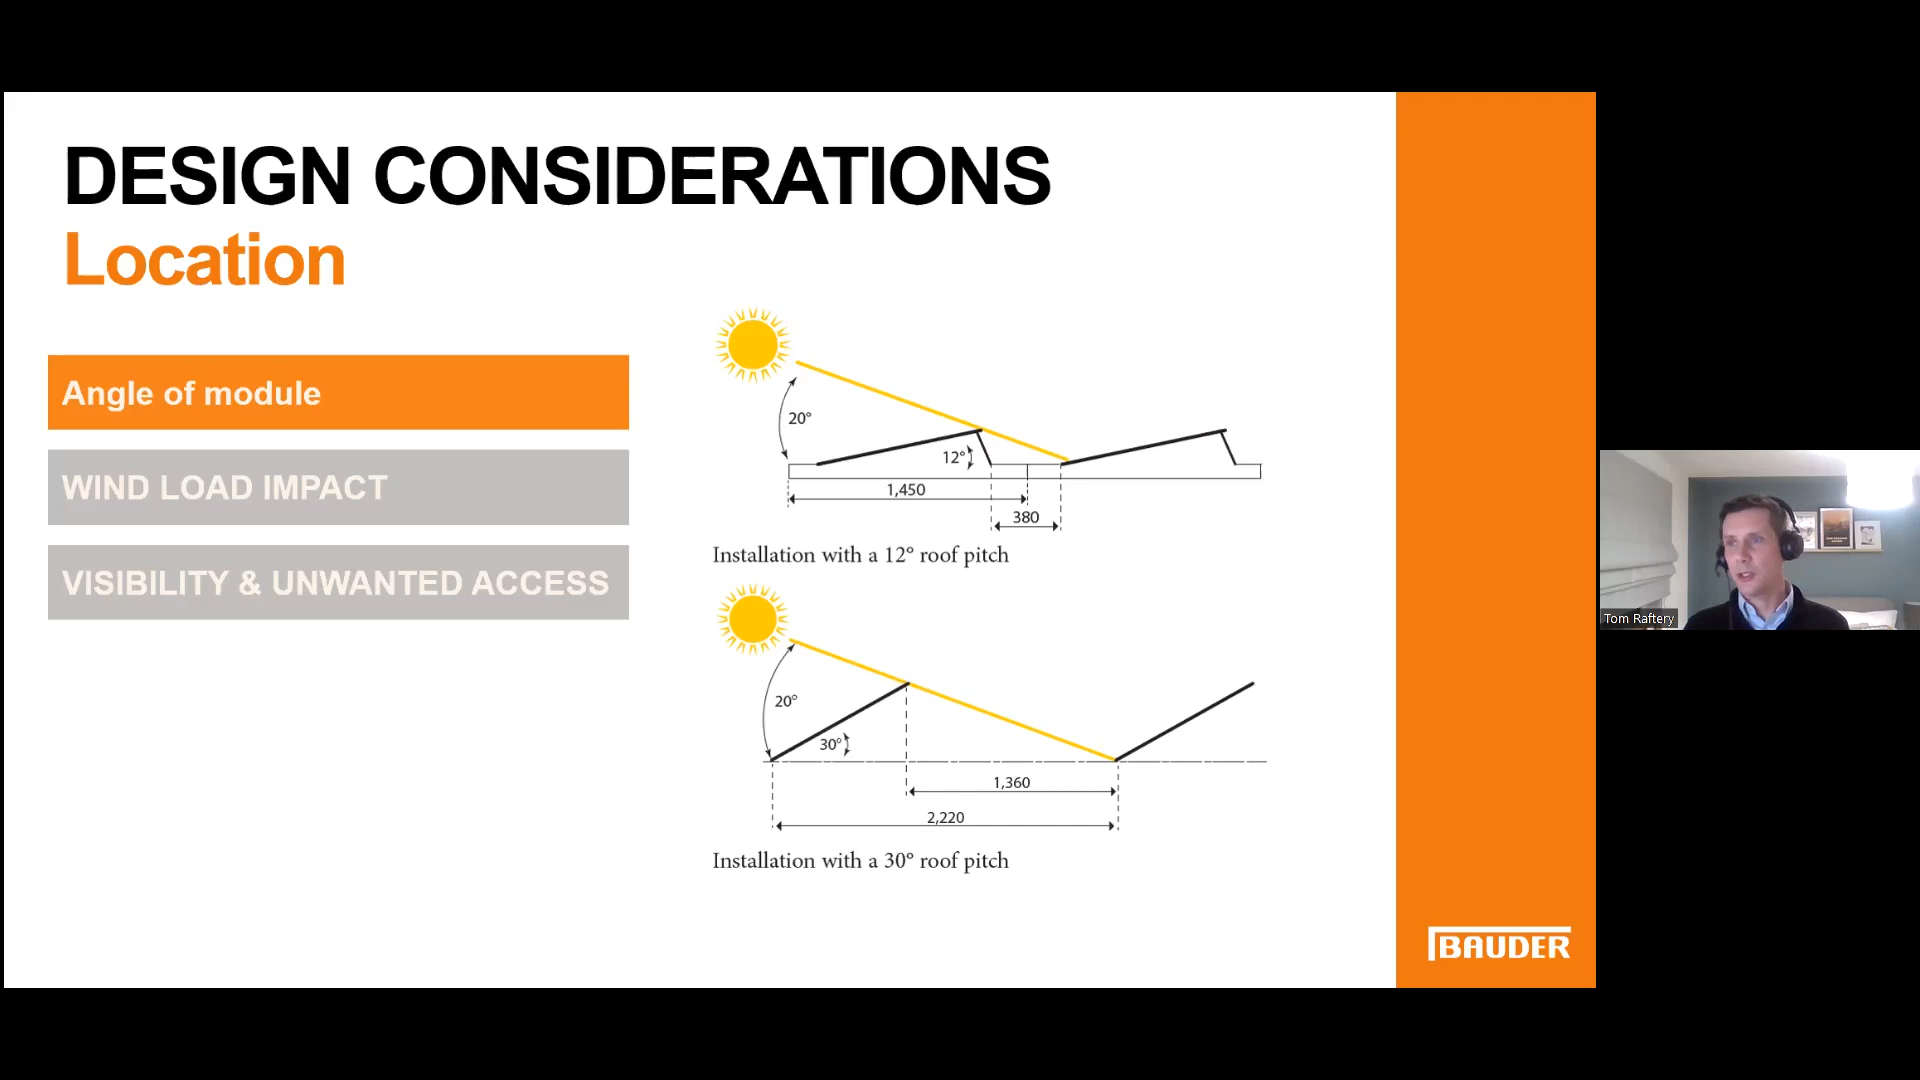 DESIGN CONSIDERATIONS
Location
Angle of module
WIND LOAD IMPACT
VISIBILITY & UNWANTED ACCESS
20°
12°
1,450
380
Installation with a 12° roof pitch
20°
30°
1,360
2,220
Installation with a 30° roof pitch
BAUDER
Tom Raftery